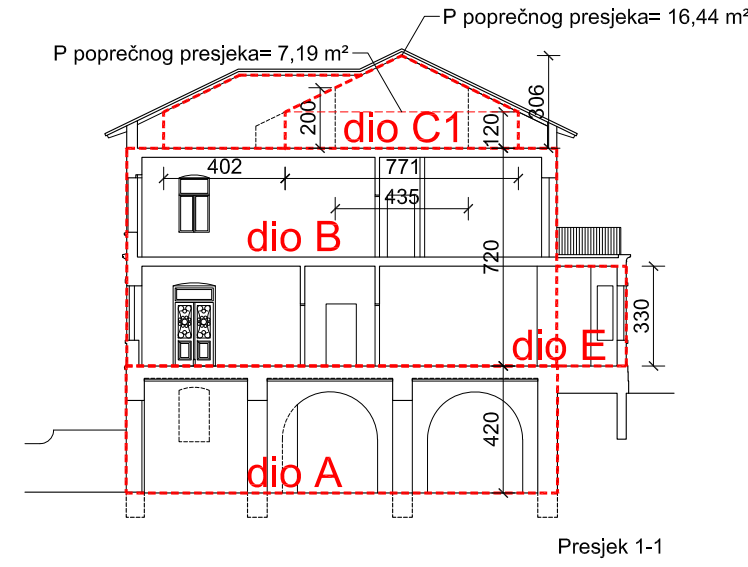 P poprečnog presjeka= 16,44 m²
P poprečnog presjeka= 7,19 m²
306
200
120
dio C1
402
771
435
dio B
720
330
dio E
420
dio A
Presjek 1-1